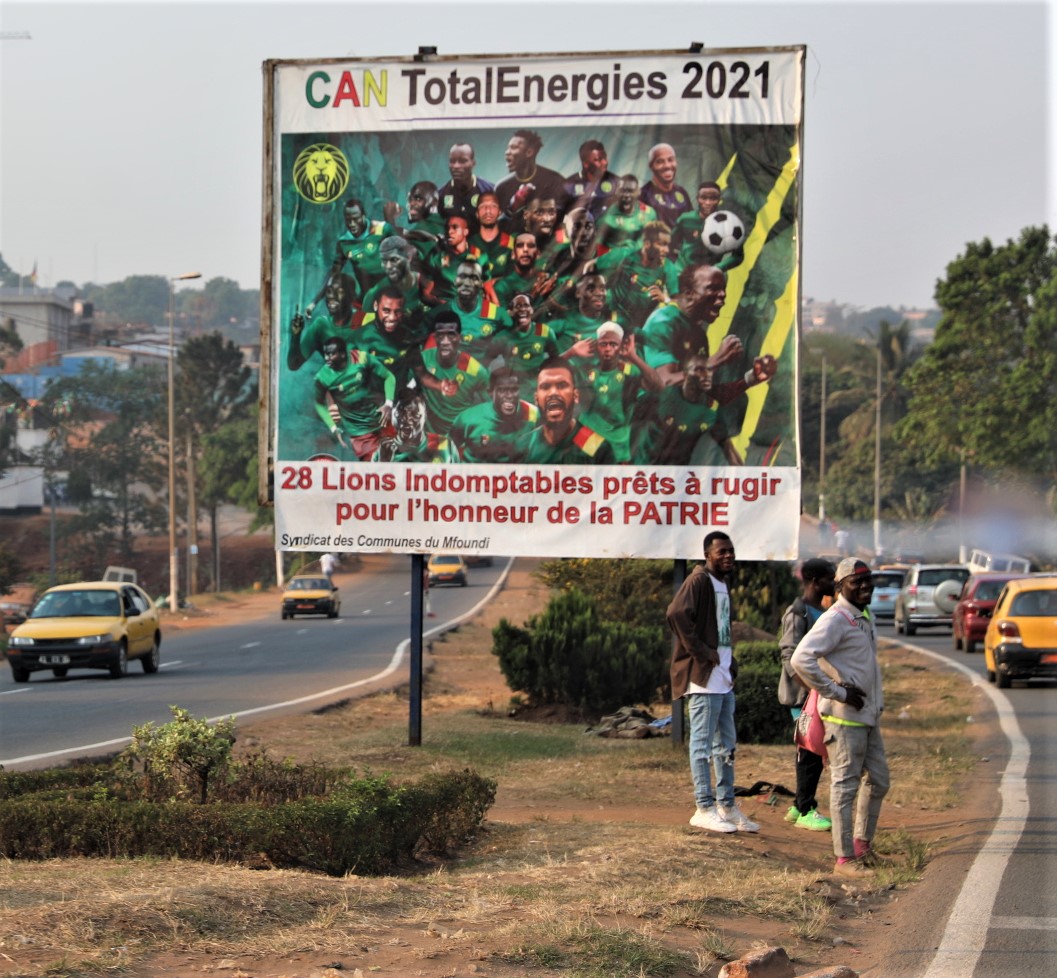 CAN TotalEnergies 2021
28 Lions Indomptables prêts à rugir
pour l'honneur de la PATRIE
Syndicat des Communes du Mfoundi